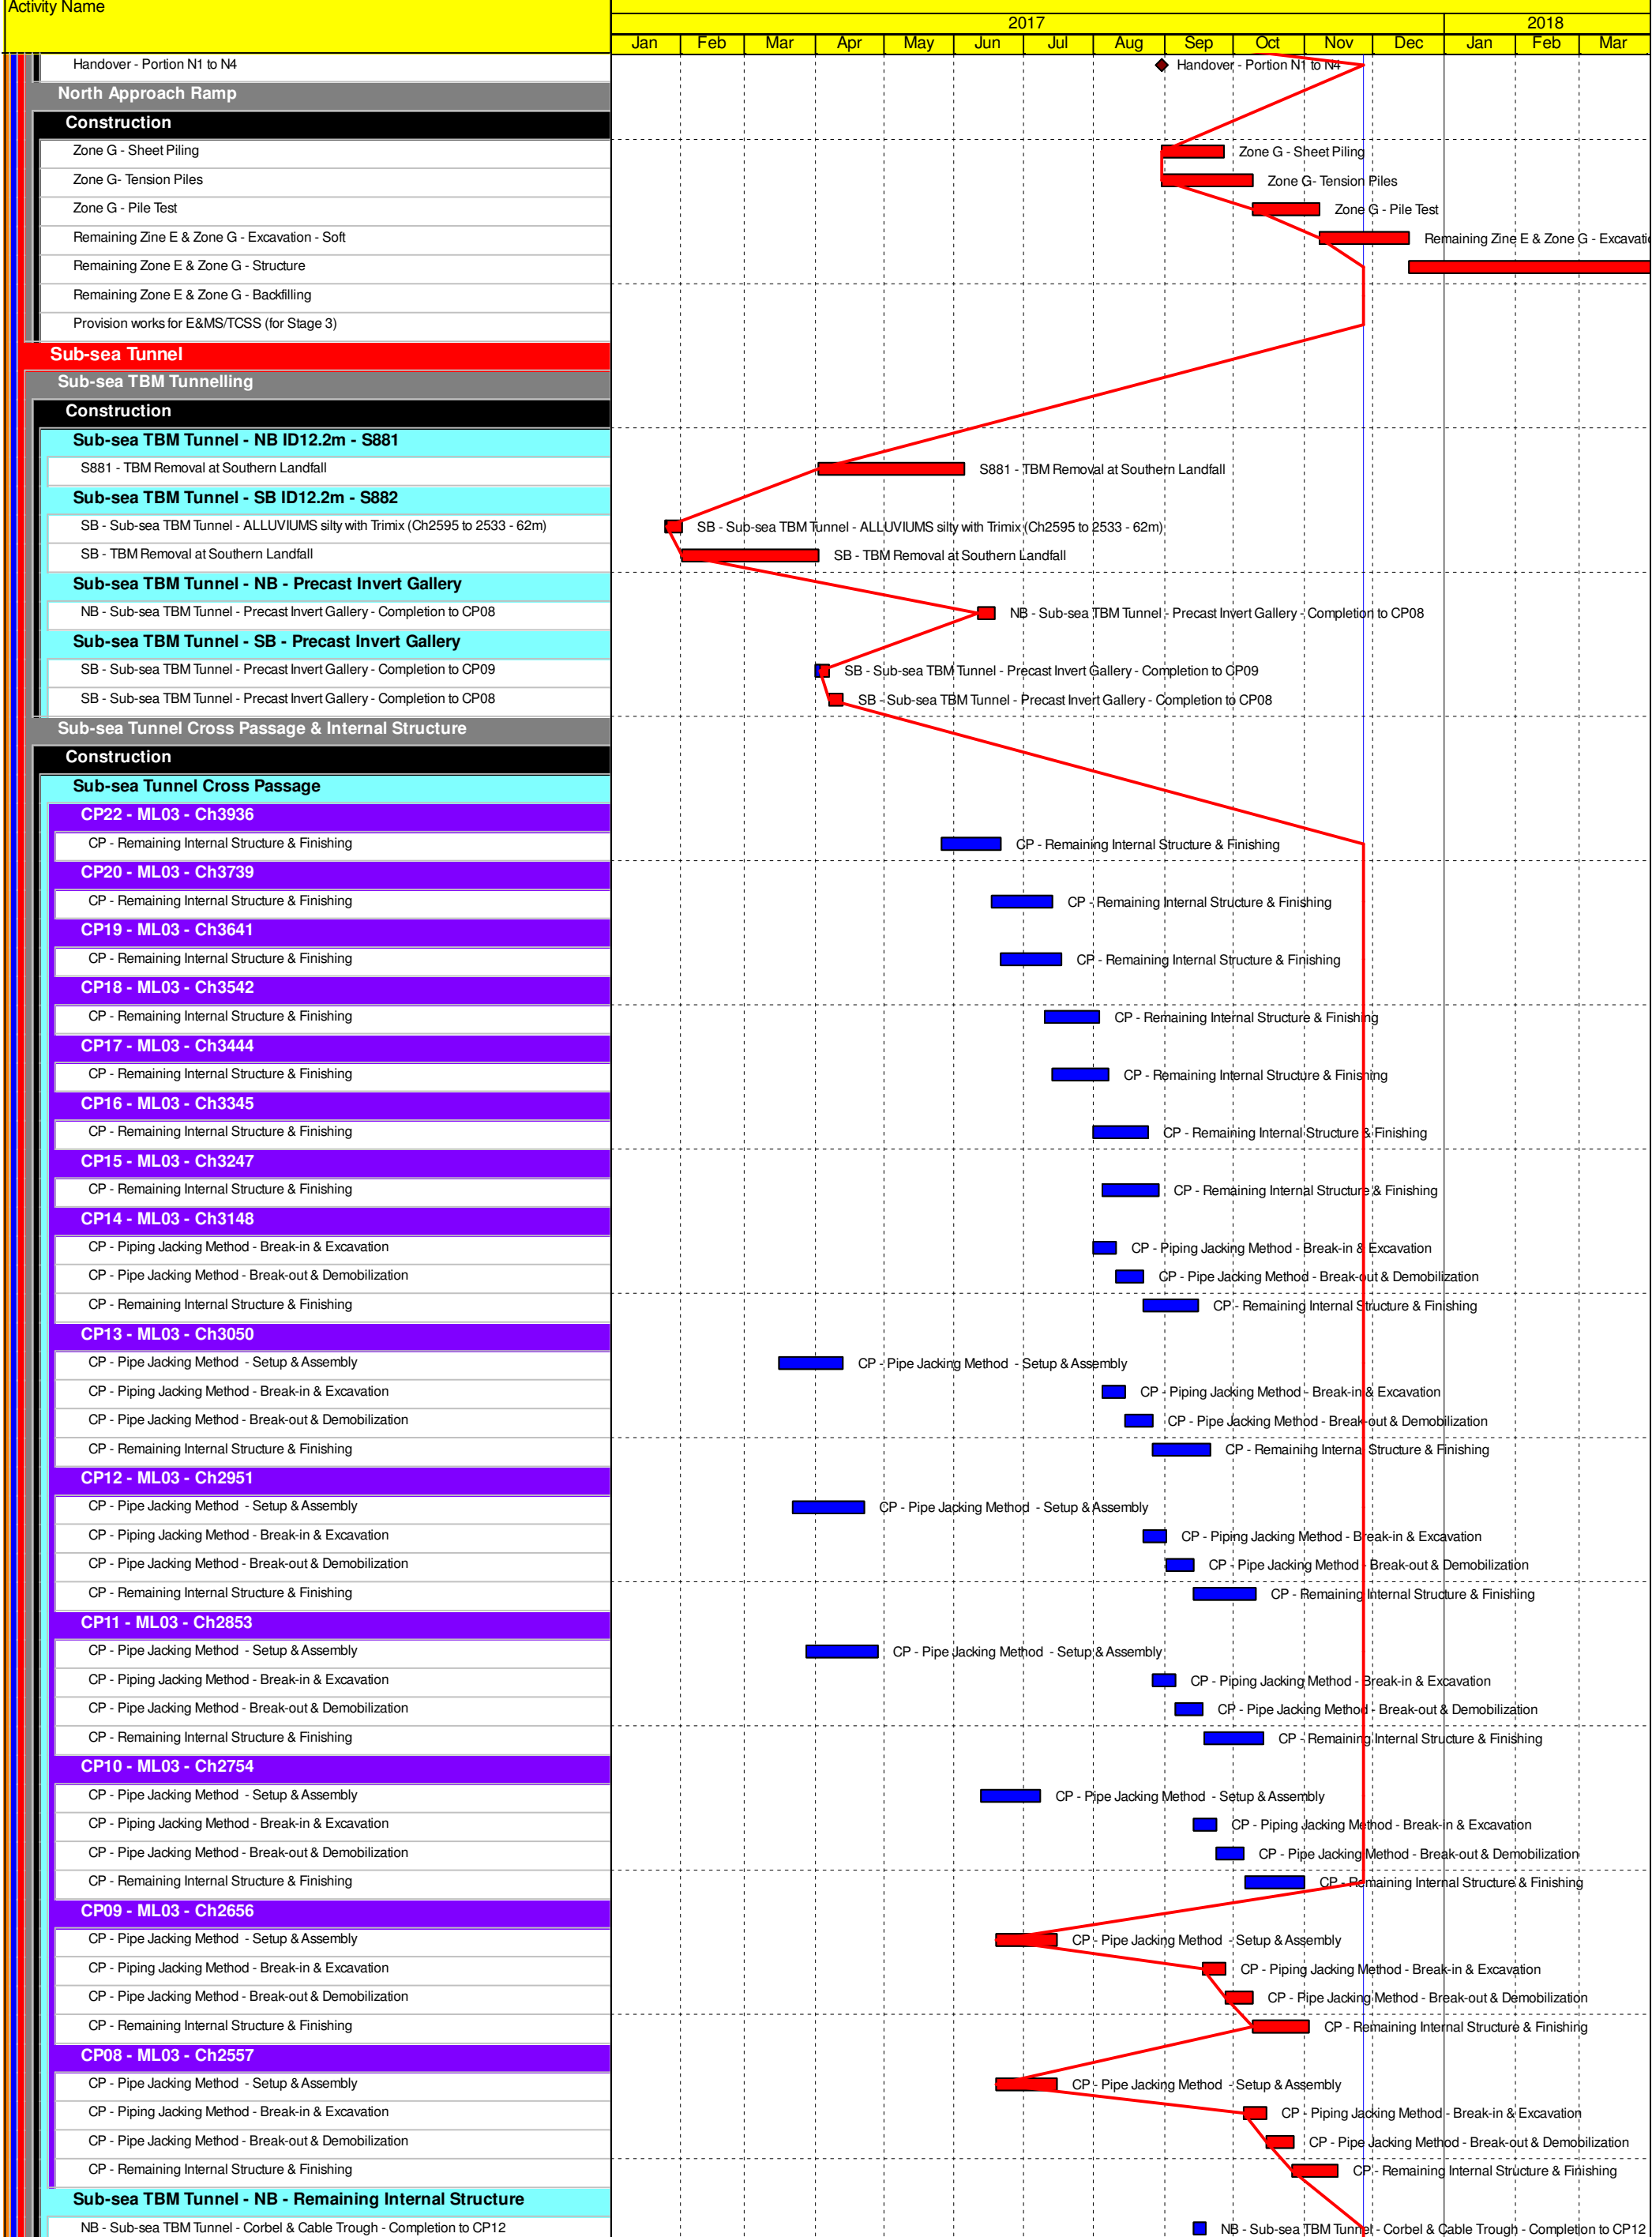 Activity Name
2017 2018
Jan Feb Mar Apr May Jun Jul Aug Sep Oct Nov Dec Jan Feb Mar
Handover - Portion N1 to N4 Handover - Portion N1 to N4
North Approach Ramp
Construction
Zone G - Sheet Piling Zone G - Sheet Piling
Zone G- Tension Piles Zone G- Tension Piles
Zone G - Pile Test Zone G - Pile Test
Remaining Zine E & Zone G - Excavation - Soft Remaining Zine E & Zone G - Excavati
Remaining Zone E & Zone G - Structure
Remaining Zone E & Zone G - Backfilling
Provision works for E&MS/TCSS (for Stage 3)
Sub-sea Tunnel
Sub-sea TBM Tunnelling
Construction
Sub-sea TBM Tunnel - NB ID12.2m - S881
S881 - TBM Removal at Southern Landfall S881 - TBM Removal at Southern Landfall
Sub-sea TBM Tunnel - SB ID12.2m - S882
SB - Sub-sea TBM Tunnel - ALLUVIUMS silty with Trimix (Ch2595 to 2533 - 62m) SB - Sub-sea TBM Tunnel - ALLUVIUMS silty with Trimix (Ch2595 to 2533 - 62m)
SB - TBM Removal at Southern Landfall SB - TBM Removal at Southern Landfall
Sub-sea TBM Tunnel - NB - Precast Invert Gallery
NB - Sub-sea TBM Tunnel - Precast Invert Gallery - Completion to CP08 NB - Sub-sea TBM Tunnel - Precast Invert Gallery - Completion to CP08
Sub-sea TBM Tunnel - SB - Precast Invert Gallery
SB - Sub-sea TBM Tunnel - Precast Invert Gallery - Completion to CP09 SB - Sub-sea TBM Tunnel - Precast Invert Gallery - Completion to CP09
SB - Sub-sea TBM Tunnel - Precast Invert Gallery - Completion to CP08 SB - Sub-sea TBM Tunnel - Precast Invert Gallery - Completion to CP08
Sub-sea Tunnel Cross Passage & Internal Structure
Construction
Sub-sea Tunnel Cross Passage
CP22 - ML03 - Ch3936
CP - Remaining Internal Structure & Finishing CP - Remaining Internal Structure & Finishing
CP20 - ML03 - Ch3739
CP - Remaining Internal Structure & Finishing CP - Remaining Internal Structure & Finishing
CP19 - ML03 - Ch3641
CP - Remaining Internal Structure & Finishing CP - Remaining Internal Structure & Finishing
CP18 - ML03 - Ch3542
CP - Remaining Internal Structure & Finishing CP - Remaining Internal Structure & Finishing
CP17 - ML03 - Ch3444
CP - Remaining Internal Structure & Finishing CP - Remaining Internal Structure & Finishing
CP16 - ML03 - Ch3345
CP - Remaining Internal Structure & Finishing CP - Remaining Internal Structure & Finishing
CP15 - ML03 - Ch3247
CP - Remaining Internal Structure & Finishing CP - Remaining Internal Structure & Finishing
CP14 - ML03 - Ch3148
CP - Piping Jacking Method - Break-in & Excavation CP - Piping Jacking Method - Break-in & Excavation
CP - Pipe Jacking Method - Break-out & Demobilization CP - Pipe Jacking Method - Break-out & Demobilization
CP - Remaining Internal Structure & Finishing CP - Remaining Internal Structure & Finishing
CP13 - ML03 - Ch3050
CP - Pipe Jacking Method - Setup & Assembly CP - Pipe Jacking Method - Setup & Assembly
CP - Piping Jacking Method - Break-in & Excavation CP - Piping Jacking Method - Break-in & Excavation
CP - Pipe Jacking Method - Break-out & Demobilization CP - Pipe Jacking Method - Break-out & Demobilization
CP - Remaining Internal Structure & Finishing CP - Remaining Internal Structure & Finishing
CP12 - ML03 - Ch2951
CP - Pipe Jacking Method - Setup & Assembly CP - Pipe Jacking Method - Setup & Assembly
CP - Piping Jacking Method - Break-in & Excavation CP - Piping Jacking Method - Break-in & Excavation
CP - Pipe Jacking Method - Break-out & Demobilization CP - Pipe Jacking Method - Break-out & Demobilization
CP - Remaining Internal Structure & Finishing CP - Remaining Internal Structure & Finishing
CP11 - ML03 - Ch2853
CP - Pipe Jacking Method - Setup & Assembly CP - Pipe Jacking Method - Setup & Assembly
CP - Piping Jacking Method - Break-in & Excavation CP - Piping Jacking Method - Break-in & Excavation
CP - Pipe Jacking Method - Break-out & Demobilization CP - Pipe Jacking Method - Break-out & Demobilization
CP - Remaining Internal Structure & Finishing CP - Remaining Internal Structure & Finishing
CP10 - ML03 - Ch2754
CP - Pipe Jacking Method - Setup & Assembly CP - Pipe Jacking Method - Setup & Assembly
CP - Piping Jacking Method - Break-in & Excavation CP - Piping Jacking Method - Break-in & Excavation
CP - Pipe Jacking Method - Break-out & Demobilization CP - Pipe Jacking Method - Break-out & Demobilization
CP - Remaining Internal Structure & Finishing CP - Remaining Internal Structure & Finishing
CP09 - ML03 - Ch2656
CP - Pipe Jacking Method - Setup & Assembly CP - Pipe Jacking Method - Setup & Assembly
CP - Piping Jacking Method - Break-in & Excavation CP - Piping Jacking Method - Break-in & Excavation
CP - Pipe Jacking Method - Break-out & Demobilization CP - Pipe Jacking Method - Break-out & Demobilization
CP - Remaining Internal Structure & Finishing CP - Remaining Internal Structure & Finishing
CP08 - ML03 - Ch2557
CP - Pipe Jacking Method - Setup & Assembly CP - Pipe Jacking Method - Setup & Assembly
CP - Piping Jacking Method - Break-in & Excavation CP - Piping Jacking Method - Break-in & Excavation
CP - Pipe Jacking Method - Break-out & Demobilization CP - Pipe Jacking Method - Break-out & Demobilization
CP - Remaining Internal Structure & Finishing CP - Remaining Internal Structure & Finishing
Sub-sea TBM Tunnel - NB - Remaining Internal Structure
NB - Sub-sea TBM Tunnel - Corbel & Cable Trough - Completion to CP12 NB - Sub-sea TBM Tunnel - Corbel & Cable Trough - Completion to CP12